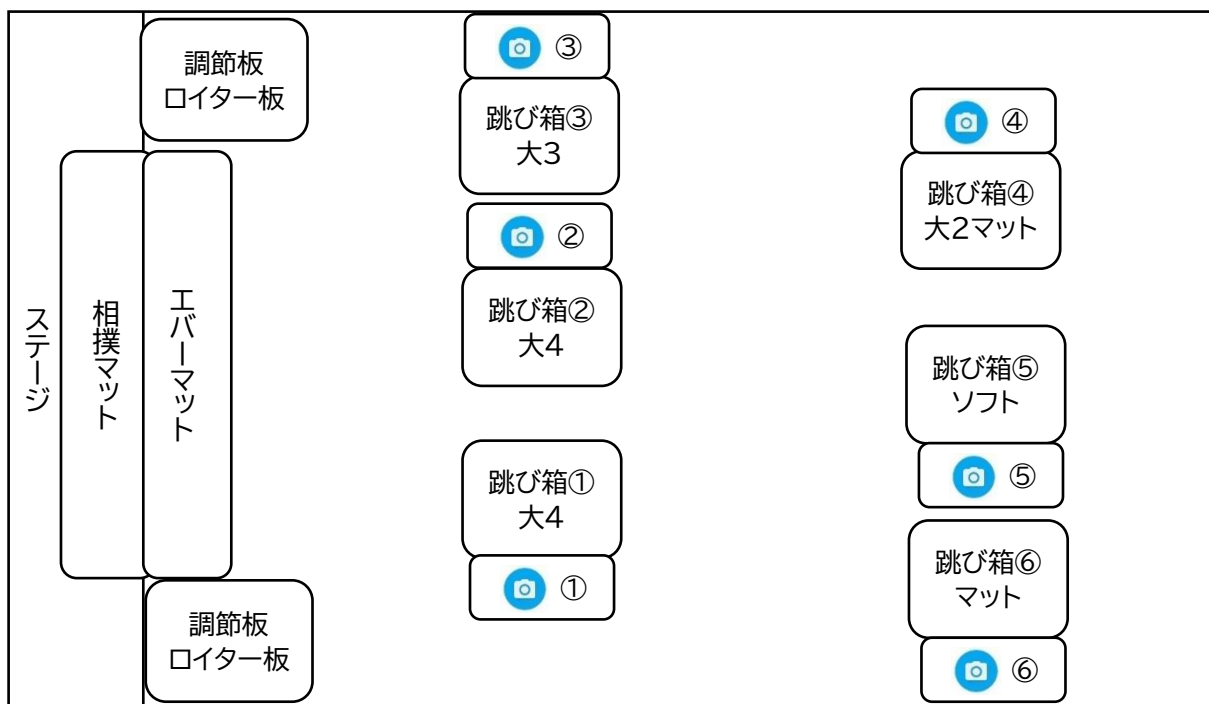 ステージ
相撲マット
エバーマット
調節板
ロイター板
調節板
ロイター板
③
跳び箱③
大3
②
跳び箱②
大4
跳び箱①
大4
①
④
跳び箱④
大2マット
跳び箱⑤
ソフト
⑤
跳び箱⑥
マット
⑥